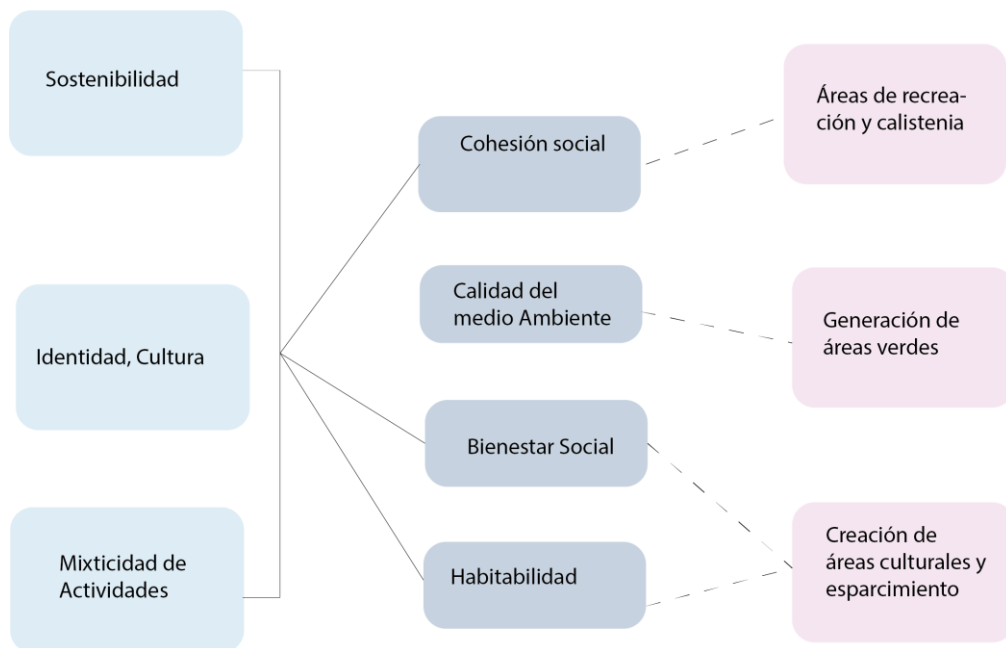 Sostenibilidad
Identidad, Cultura
Mixticidad de
Actividades
Cohesión social
Calidad del
medio Ambiente
Bienestar Social
Habitabilidad
Áreas de recrea-
ción y calistenia
Generación de
áreas verdes
Creación de
áreas culturales y
esparcimiento